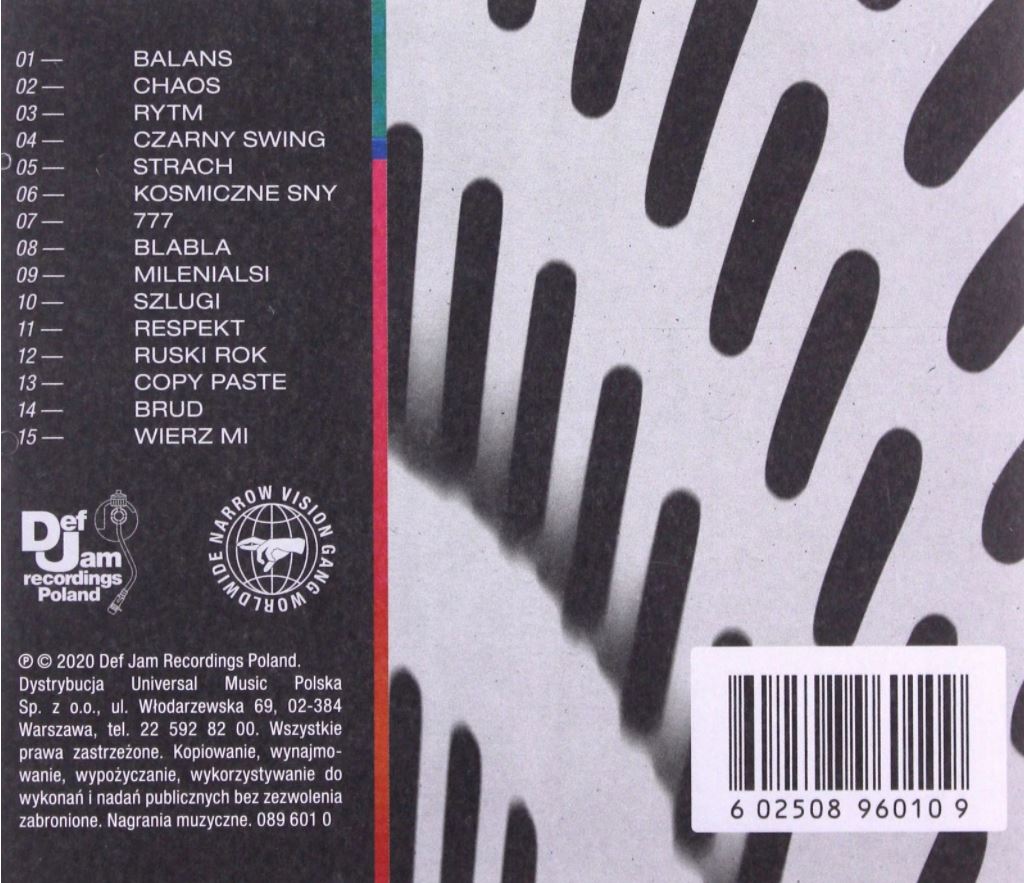 01 — BALANS
02 — CHAOS
03 — RYTM
04 — CZARNY SWING
05 — STRACH
06 — KOSMICZNE SNY
07 — 777
08 — BLABLA
09 — MILENIALSI
10 — SZLUGI
11 — RESPEKT
12 — RUSKI ROK
13 — COPY PASTE
14 — BRUD
15 — WIERZ MI
Def
Jam
recordings
Poland
NARROW VISION GANG WORLDWIDE
℗ © 2020 Def Jam Recordings Poland.
Dystrybucja Universal Music Polska
Sp. z o.o., ul. Włodarzewska 69, 02-384
Warszawa, tel. 22 592 82 00. Wszystkie
prawa zastrzeżone. Kopiowanie, wynajmo-
wanie, wypożyczanie, wykorzystywanie do
wykonań i nadań publicznych bez zezwolenia
zabronione. Nagrania muzyczne. 089 601 0
6 02508 96010 9